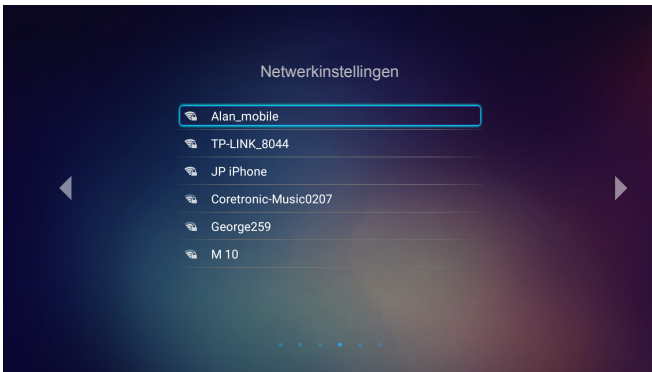 Netwerkinstellingen
Alan_mobile
TP-LINK_8044
JP iPhone
Coretronic-Music0207
George259
M 10